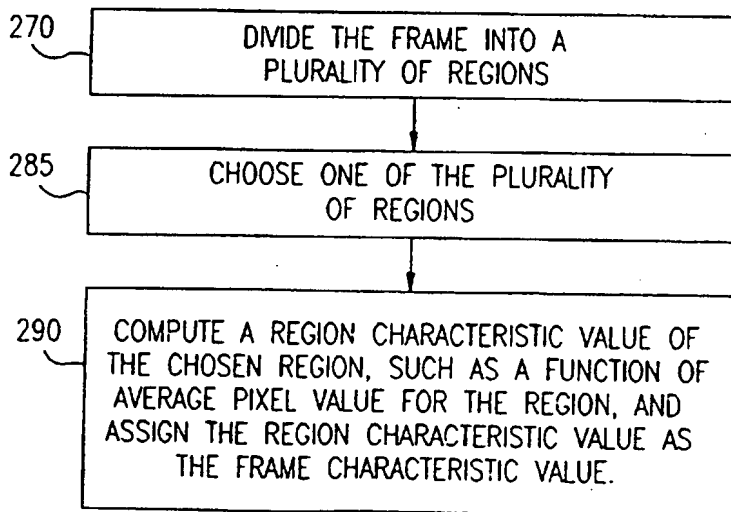 270
DIVIDE THE FRAME INTO A
PLURALITY OF REGIONS
285
CHOOSE ONE OF THE PLURALITY
OF REGIONS
290
COMPUTE A REGION CHARACTERISTIC VALUE OF
THE CHOSEN REGION, SUCH AS A FUNCTION OF
AVERAGE PIXEL VALUE FOR THE REGION, AND
ASSIGN THE REGION CHARACTERISTIC VALUE AS
THE FRAME CHARACTERISTIC VALUE.